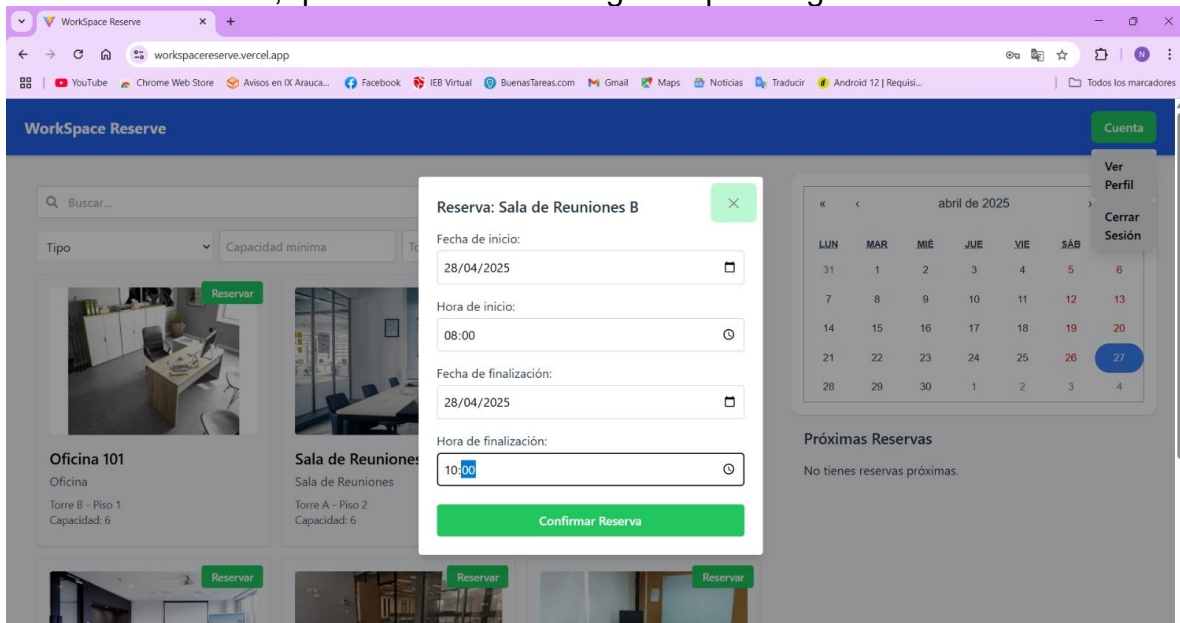 WorkSpace Reserve
workspacereserve.vercel.app
YouTube Chrome Web Store Avisos en IX Arauca... Facebook IEB Virtual BuenasTareas.com Gmail Maps Noticias Traducir Android 12 | Requisi... Todos los marcadores
WorkSpace Reserve
Cuenta
Ver
Perfil
Cerrar
Sesión
Buscar...
Tipo
Capacidad mínima
Reserva: Sala de Reuniones B
Fecha de inicio:
28/04/2025
Hora de inicio:
08:00
Fecha de finalización:
28/04/2025
Hora de finalización:
10:00
Confirmar Reserva
« ‹ abril de 2025 ›
LUN MAR MIÉ JUE VIE SÁB
31 1 2 3 4 5 6
7 8 9 10 11 12 13
14 15 16 17 18 19 20
21 22 23 24 25 26 27
28 29 30 1 2 3 4
Próximas Reservas
No tienes reservas próximas.
Reservar
Oficina 101
Oficina
Torre B - Piso 1
Capacidad: 6
Sala de Reuniones
Sala de Reuniones
Torre A - Piso 2
Capacidad: 6
Reservar
Reservar
Reservar